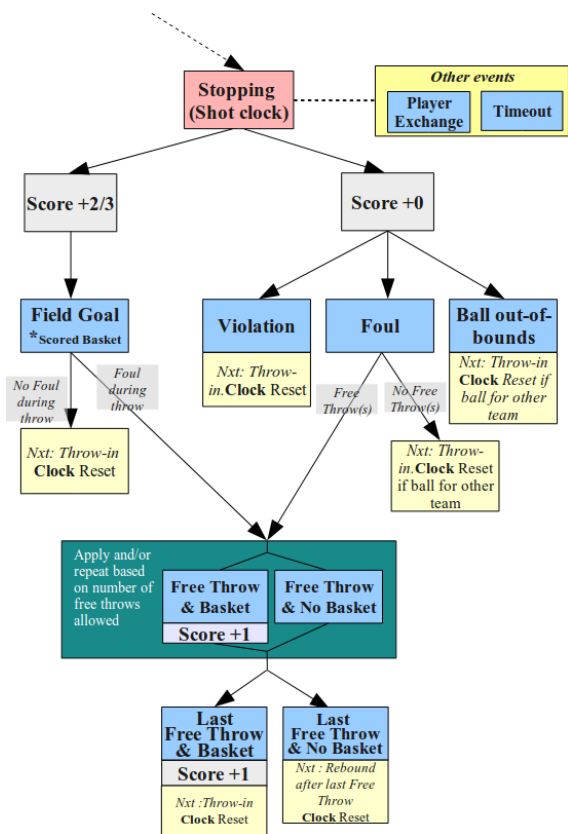 Other events
Player
Exchange
Timeout
Stopping
(Shot clock)
Score +2/3
Score +0
Field Goal
*Scored Basket
Violation
Nxt: Throw-
in.Clock Reset
Foul
Ball out-of-
bounds
Nxt: Throw-in
Clock Reset if
ball for other
team
No Foul
during
throw
Foul
during
throw
Free
Throw(s)
No Free
Throw(s)
Nxt: Throw-in
Clock Reset
Nxt: Throw-
in.Clock Reset
if ball for other
team
Apply and/or
repeat based
on number of
free throws
allowed
Free Throw
& Basket
Score +1
Free Throw
& No Basket
Last
Free Throw
& Basket
Score +1
Nxt :Throw-in
Clock Reset
Last
Free Throw
& No Basket
Nxt : Rebound
after last Free
Throw
Clock Reset